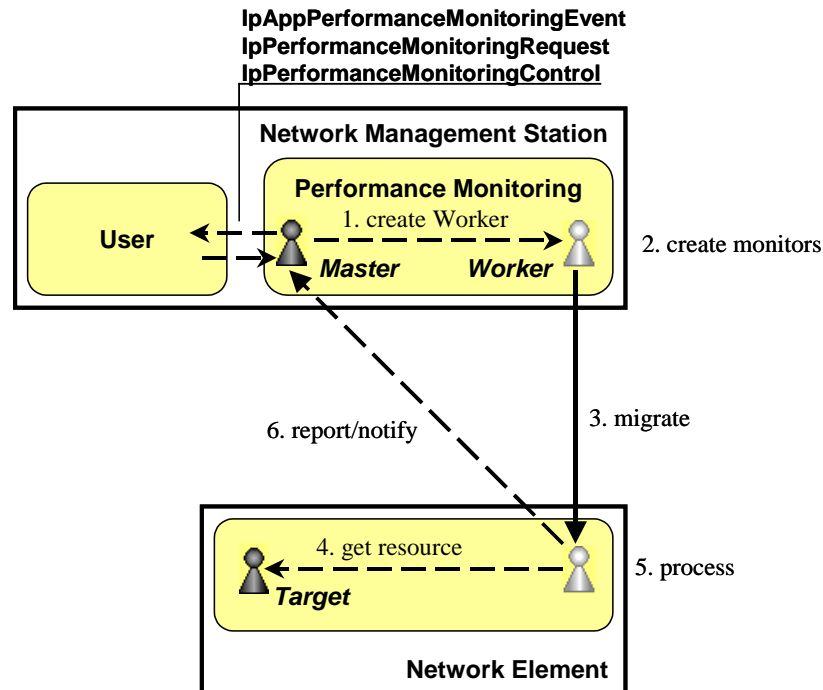 IpAppPerformanceMonitoringEvent
IpPerformanceMonitoringRequest
IpPerformanceMonitoringControl
Network Management Station
Performance Monitoring
User
1. create Worker
Master
Worker
2. create monitors
6. report/notify
3. migrate
4. get resource
Target
5. process
Network Element